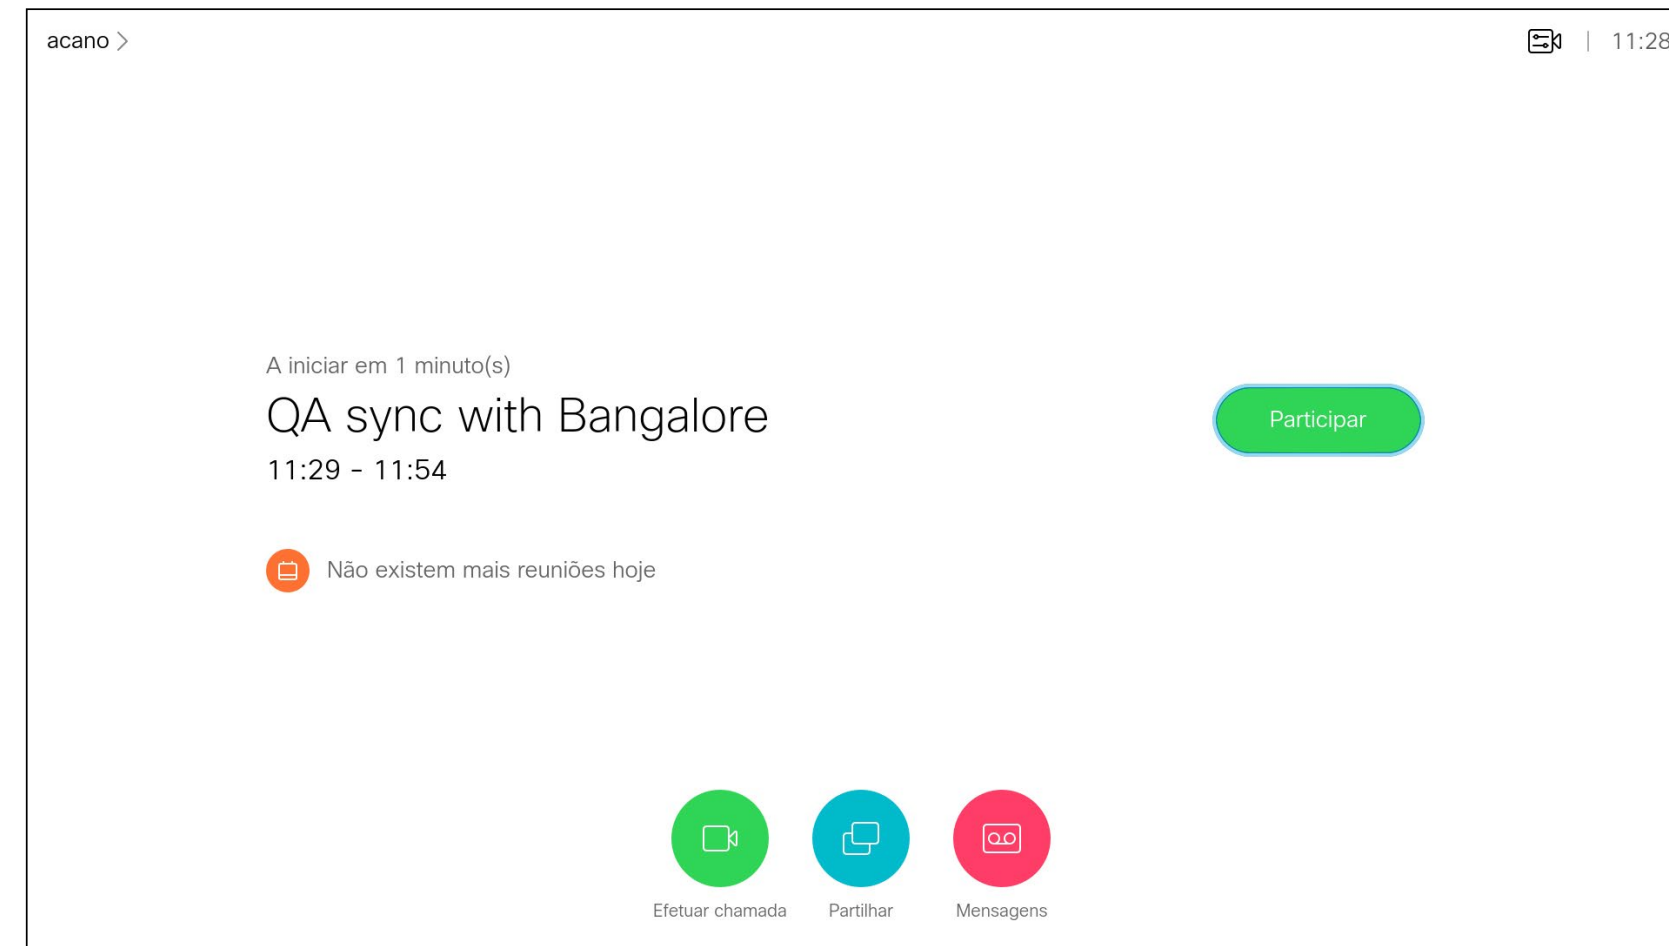 acano
11:28
A iniciar em 1 minuto(s)
QA sync with Bangalore
11:29 - 11:54
Participar
Não existem mais reuniões hoje
Efetuar chamada
Partilhar
Mensagens